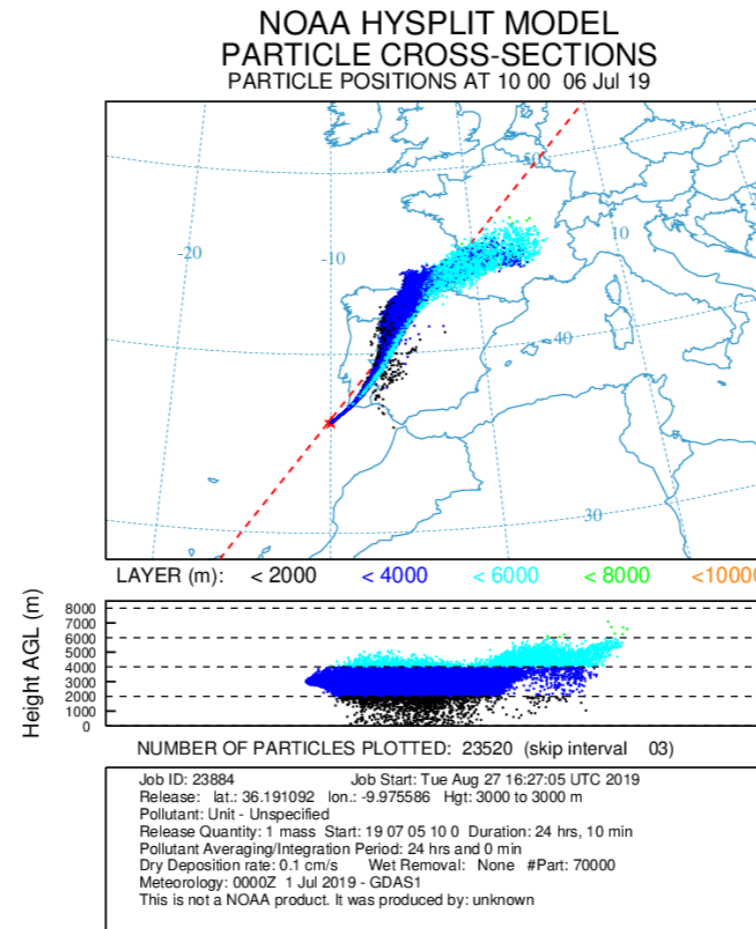 NOAA HYSPLIT MODEL
PARTICLE CROSS-SECTIONS
PARTICLE POSITIONS AT 10 00 06 Jul 19
50
-20
-10
10
40
30
LAYER (m): < 2000 < 4000 < 6000 < 8000 <10000
Height AGL (m)
8000
7000
6000
5000
4000
3000
2000
1000
0
NUMBER OF PARTICLES PLOTTED: 23520 (skip interval 03)
Job ID: 23884 Job Start: Tue Aug 27 16:27:05 UTC 2019
Release: lat.: 36.191092 lon.: -9.975586 Hgt: 3000 to 3000 m
Pollutant: Unit - Unspecified
Release Quantity: 1 mass Start: 19 07 05 10 0 Duration: 24 hrs, 10 min
Pollutant Averaging/Integration Period: 24 hrs and 0 min
Dry Deposition rate: 0.1 cm/s Wet Removal: None #Part: 70000
Meteorology: 0000Z 1 Jul 2019 - GDAS1
This is not a NOAA product. It was produced by: unknown